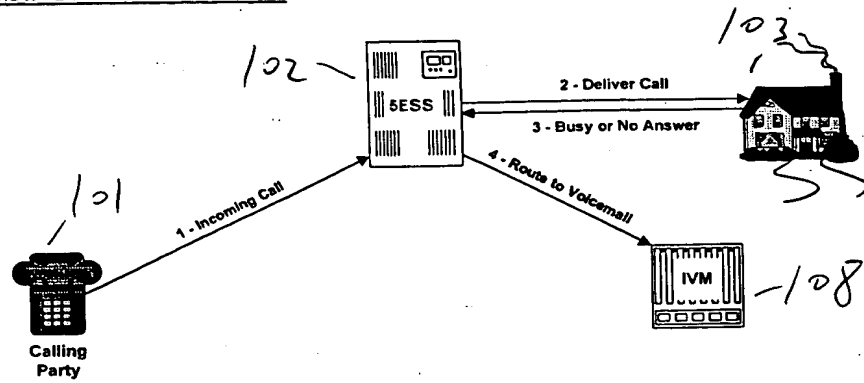 102
5ESS
2 - Deliver Call
3 - Busy or No Answer
103
101
1 - Incoming Call
4 - Route to Voicemail
IVM
108
Calling
Party